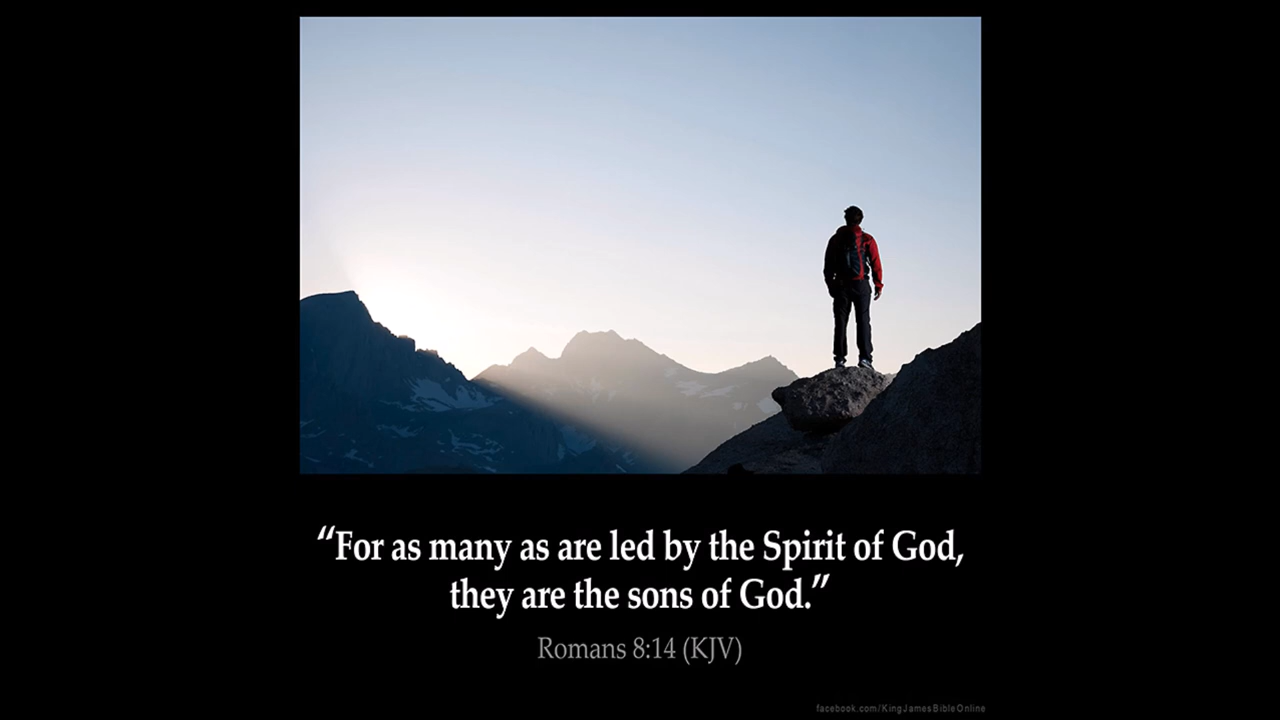 “For as many as are led by the Spirit of God,
they are the sons of God.”
Romans 8:14 (KJV)
facebook.com/KingJamesBibleOnline